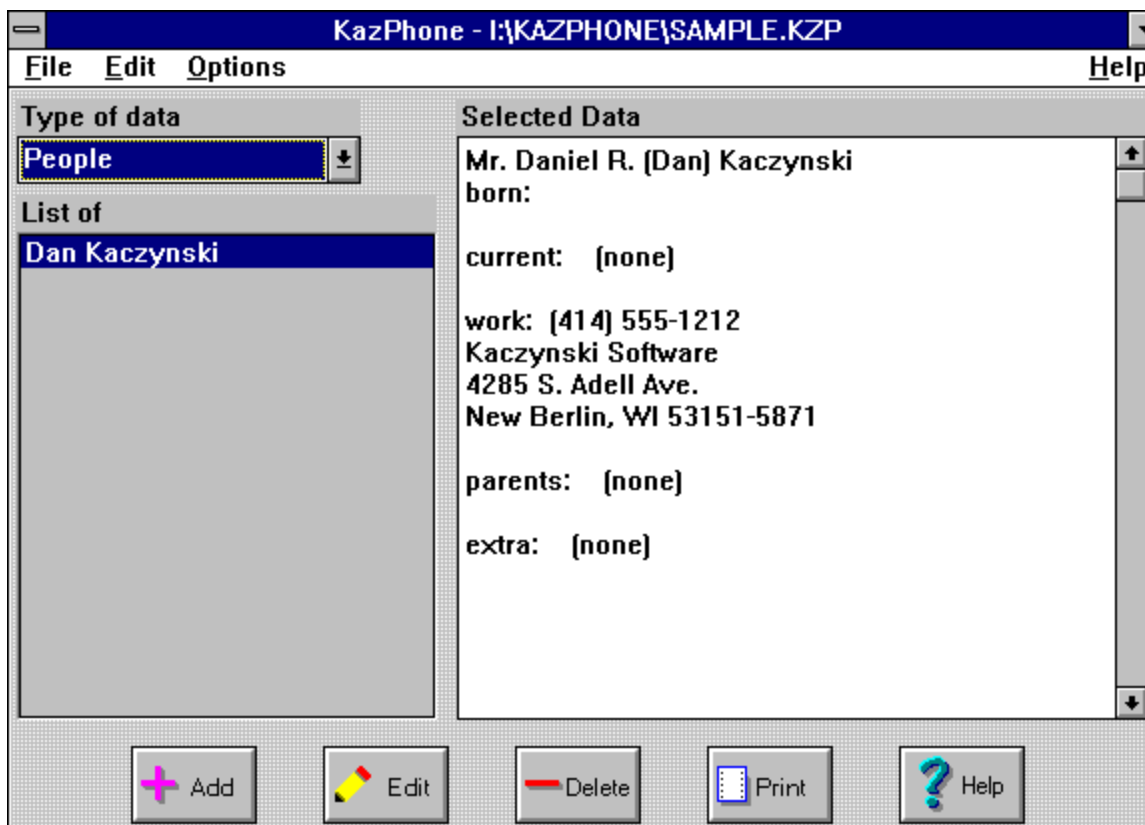 KazPhone - I:\KAZPHONE\SAMPLE.KZP
File Edit Options Help
Type of data
People
List of
Dan Kaczynski
Selected Data
Mr. Daniel R. (Dan) Kaczynski
born:
current: (none)
work: (414) 555-1212
Kaczynski Software
4285 S. Adell Ave.
New Berlin, WI 53151-5871
parents: (none)
extra: (none)
Add Edit Delete Print Help